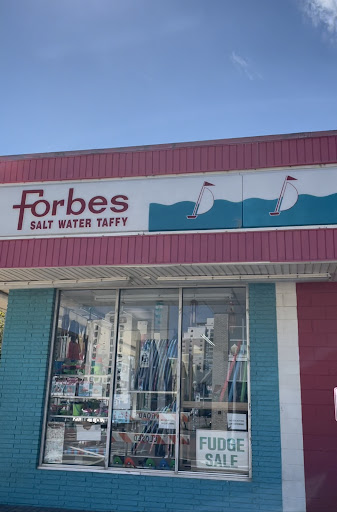 Forbes
SALT WATER TAFFY
FUDGE
SALE